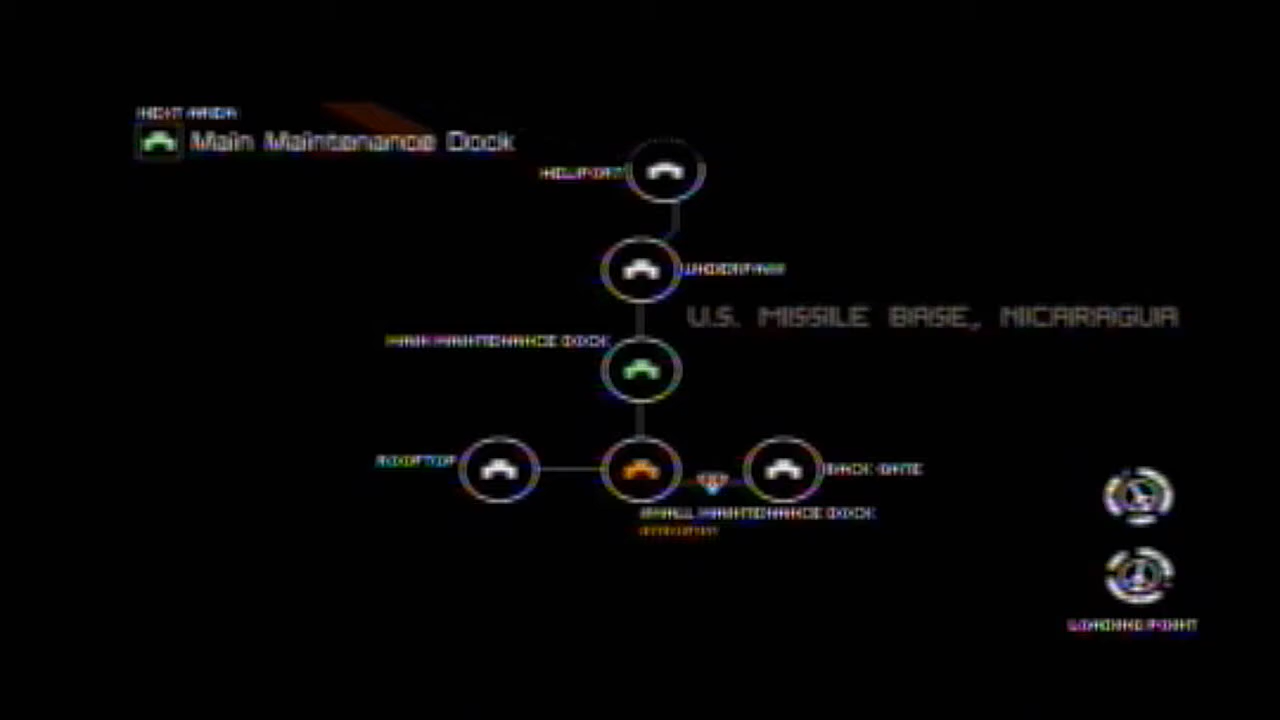 NEXT AREA
Main Maintenance Dock
HELIPORT
UNDERPASS
U.S. MISSILE BASE, NICARAGUA
MAIN MAINTENANCE DOCK
ROOFTOP
BACK GATE
SMALL MAINTENANCE DOCK
LOADING POINT